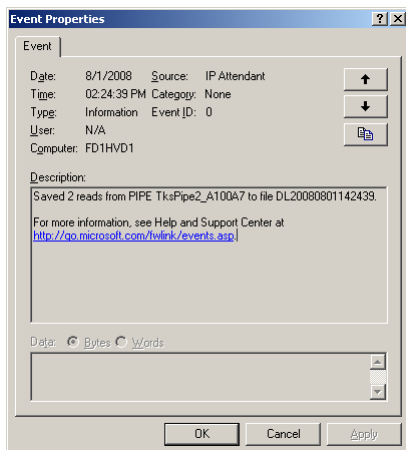 Event Properties
Event
Date: 8/1/2008 Source: IP Attendant
Time: 02:24:39 PM Category: None
Type: Information Event ID: 0
User: N/A
Computer: FD1HVD1
Description:
Saved 2 reads from PIPE TksPipe2_A100A7 to file DL20080801142439.
For more information, see Help and Support Center at
http://go.microsoft.com/fwlink/events.asp.
Data: Bytes Words
OK Cancel Apply